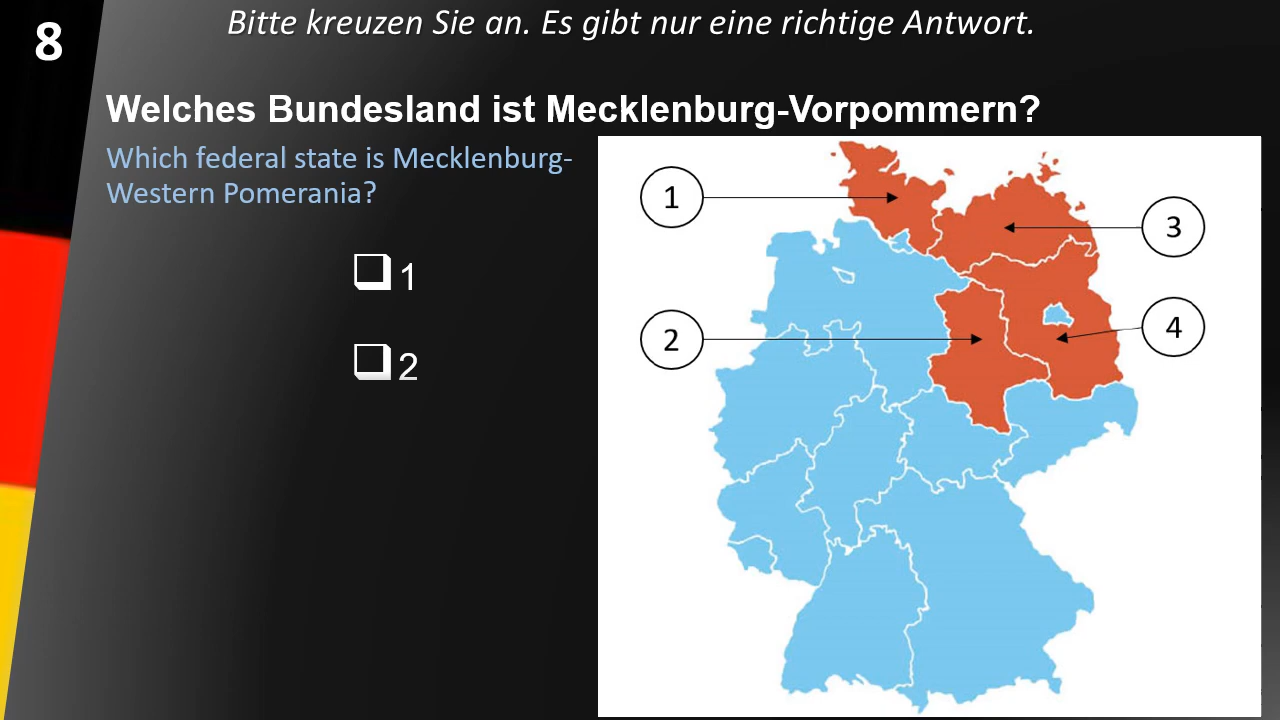 8
Bitte kreuzen Sie an. Es gibt nur eine richtige Antwort.
Welches Bundesland ist Mecklenburg-Vorpommern?
Which federal state is Mecklenburg-
Western Pomerania?
1
2
1
3
2
4